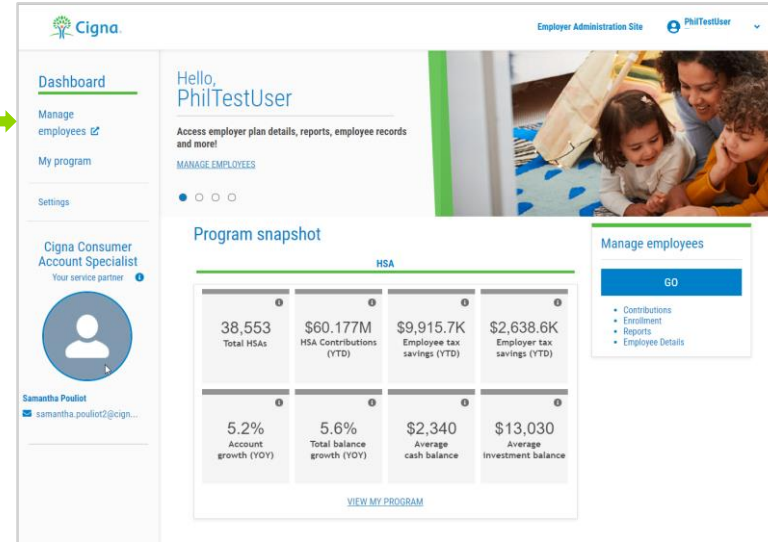 Cigna
Employer Administration Site
PhilTestUser
Dashboard
Manage
employees
My program
Settings
Cigna Consumer
Account Specialist
Your service partner
Samantha Pouliot
samantha.pouliot2@cign...
Hello,
PhilTestUser
Access employer plan details, reports, employee records
and more!
MANAGE EMPLOYEES
Program snapshot
HSA
38,553
Total HSAs
$60.177M
HSA Contributions
(YTD)
$9,915.7K
Employee tax
savings (YTD)
$2,638.6K
Employer tax
savings (YTD)
5.2%
Account
growth (YOY)
5.6%
Total balance
growth (YOY)
$2,340
Average
cash balance
$13,030
Average
investment balance
VIEW MY PROGRAM
Manage employees
GO
• Contributions
• Enrollment
• Reports
• Employee Details